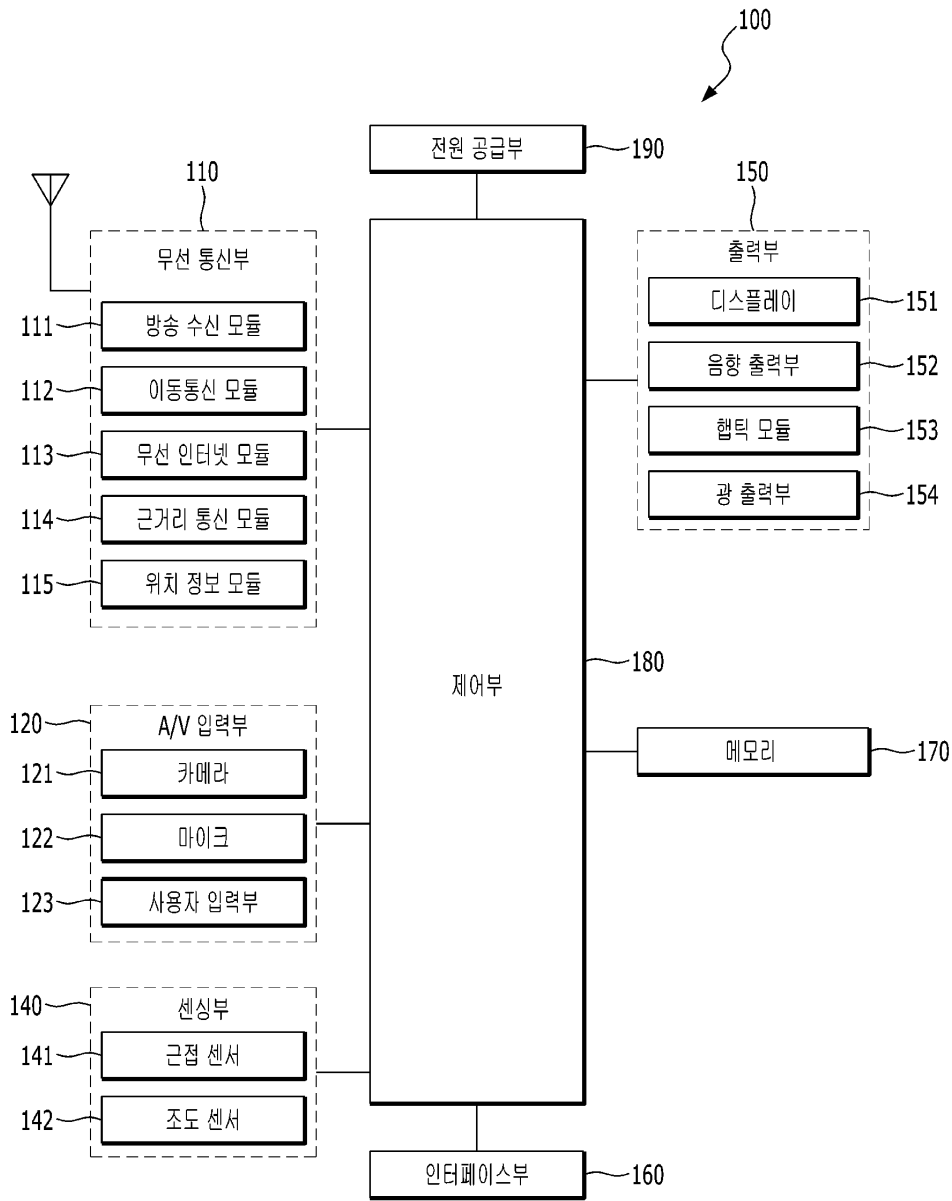 100
전원 공급부
190
110
무선 통신부
111
방송 수신 모듈
112
이동통신 모듈
113
무선 인터넷 모듈
114
근거리 통신 모듈
115
위치 정보 모듈
120
A/V 입력부
121
카메라
122
마이크
123
사용자 입력부
140
센싱부
141
근접 센서
142
조도 센서
제어부
180
150
출력부
디스플레이
151
음향 출력부
152
햅틱 모듈
153
광 출력부
154
메모리
170
인터페이스부
160